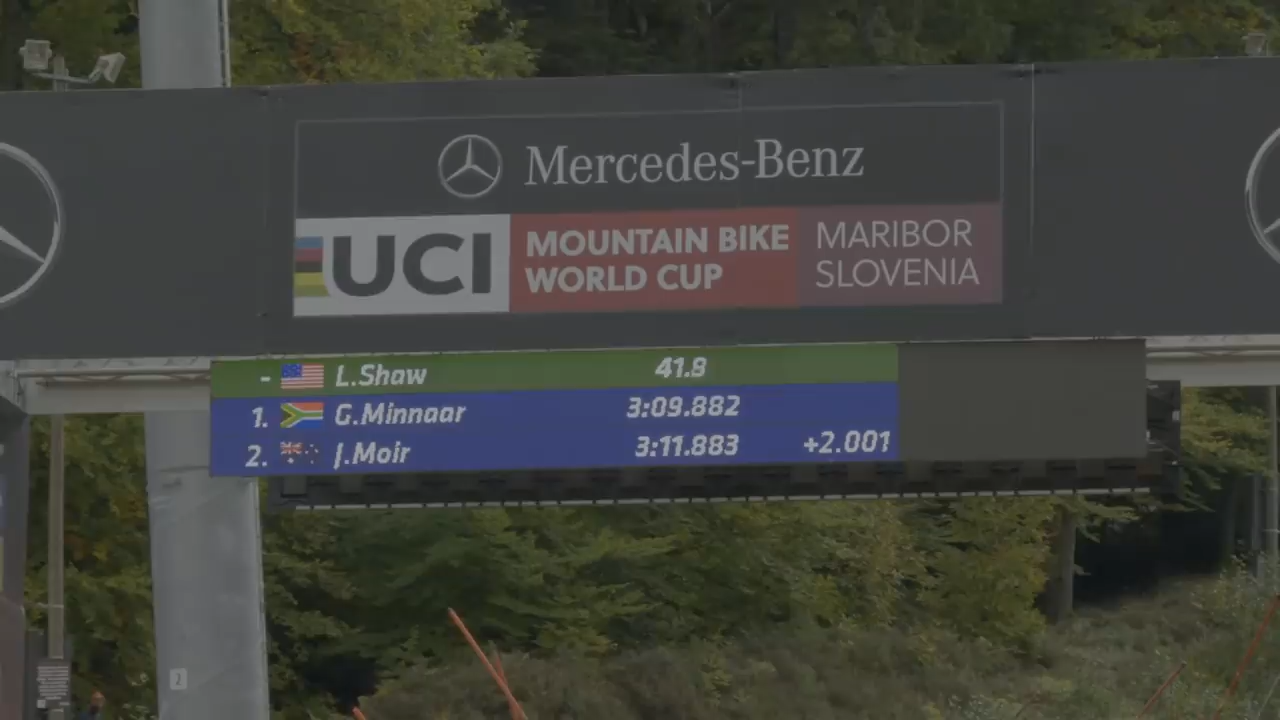 Mercedes-Benz
UCI
MOUNTAIN BIKE
WORLD CUP
MARIBOR
SLOVENIA
- L.Shaw 41.8
1. G.Minnaar 3:09.882
2. J.Moir 3:11.883 +2.001